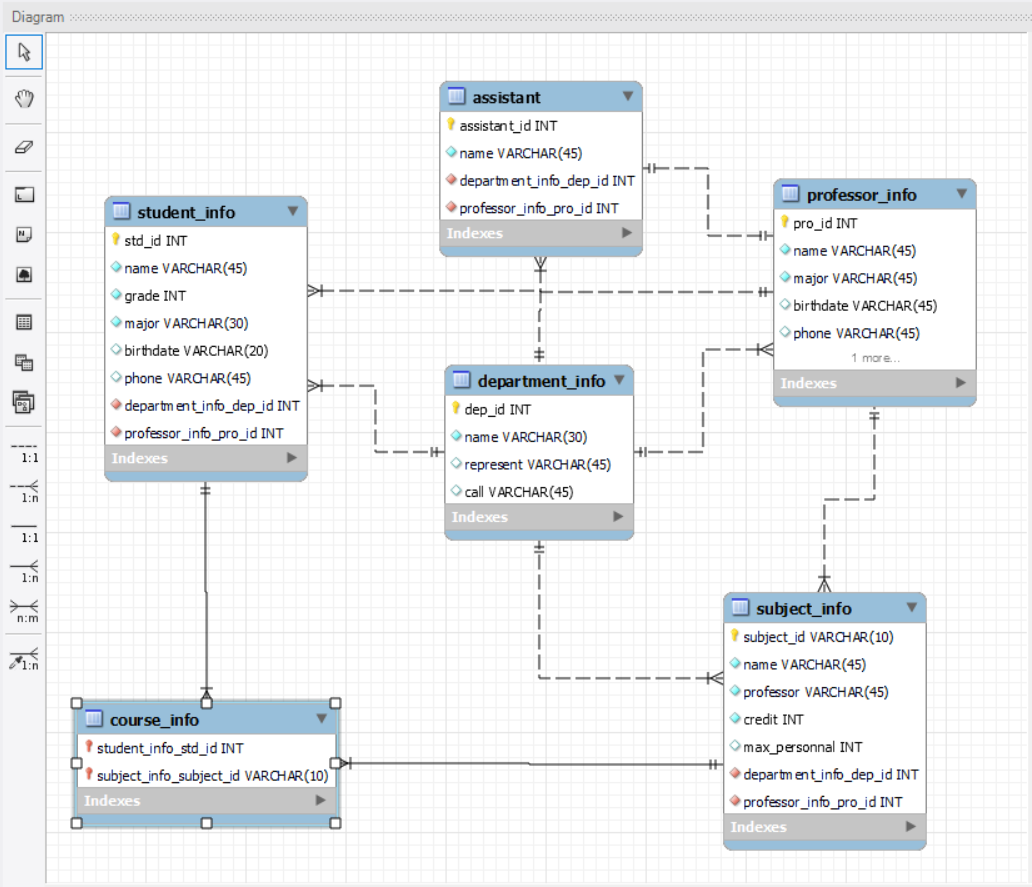 Diagram
assistant
assistant_id INT
name VARCHAR(45)
department_info_dep_id INT
professor_info_pro_id INT
Indexes
professor_info
pro_id INT
name VARCHAR(45)
major VARCHAR(45)
birthdate VARCHAR(45)
phone VARCHAR(45)
1 more...
Indexes
student_info
std_id INT
name VARCHAR(45)
grade INT
major VARCHAR(30)
birthdate VARCHAR(20)
phone VARCHAR(45)
department_info_dep_id INT
professor_info_pro_id INT
Indexes
department_info
dep_id INT
name VARCHAR(30)
represent VARCHAR(45)
call VARCHAR(45)
Indexes
1:1
1:n
1:1
1:n
n:m
1:n
subject_info
subject_id VARCHAR(10)
name VARCHAR(45)
professor VARCHAR(45)
credit INT
max_personnal INT
department_info_dep_id INT
professor_info_pro_id INT
Indexes
course_info
student_info_std_id INT
subject_info_subject_id VARCHAR(10)
Indexes